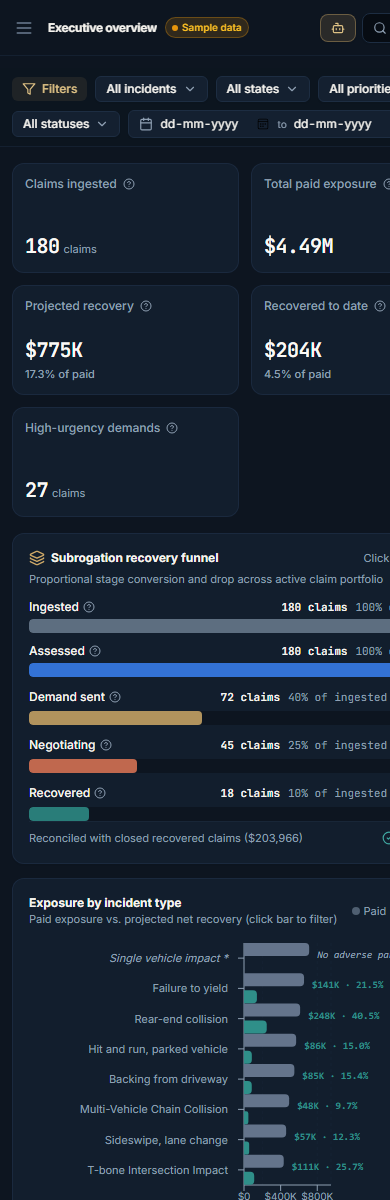 Executive overview Sample data
Filters All incidents All states All prioritie
All statuses dd-mm-yyyy to dd-mm-yyyy
Claims ingested Total paid exposure
180 claims $4.49M
Projected recovery Recovered to date
$775K $204K
17.3% of paid 4.5% of paid
High-urgency demands
27 claims
Subrogation recovery funnel Click
Proportional stage conversion and drop across active claim portfolio
Ingested 180 claims 100%
Assessed 180 claims 100%
Demand sent 72 claims 40% of ingested
Negotiating 45 claims 25% of ingested
Recovered 18 claims 10% of ingested
Reconciled with closed recovered claims ($203,966)
Exposure by incident type Paid
Paid exposure vs. projected net recovery (click bar to filter)
Single vehicle impact * No adverse par
Failure to yield $141K · 21.5%
Rear-end collision $248K · 40.5%
Hit and run, parked vehicle $86K · 15.0%
Backing from driveway $85K · 15.4%
Multi-Vehicle Chain Collision $48K · 9.7%
Sideswipe, lane change $57K · 12.3%
T-bone Intersection Impact $111K · 25.7%
$0 $400K $800K